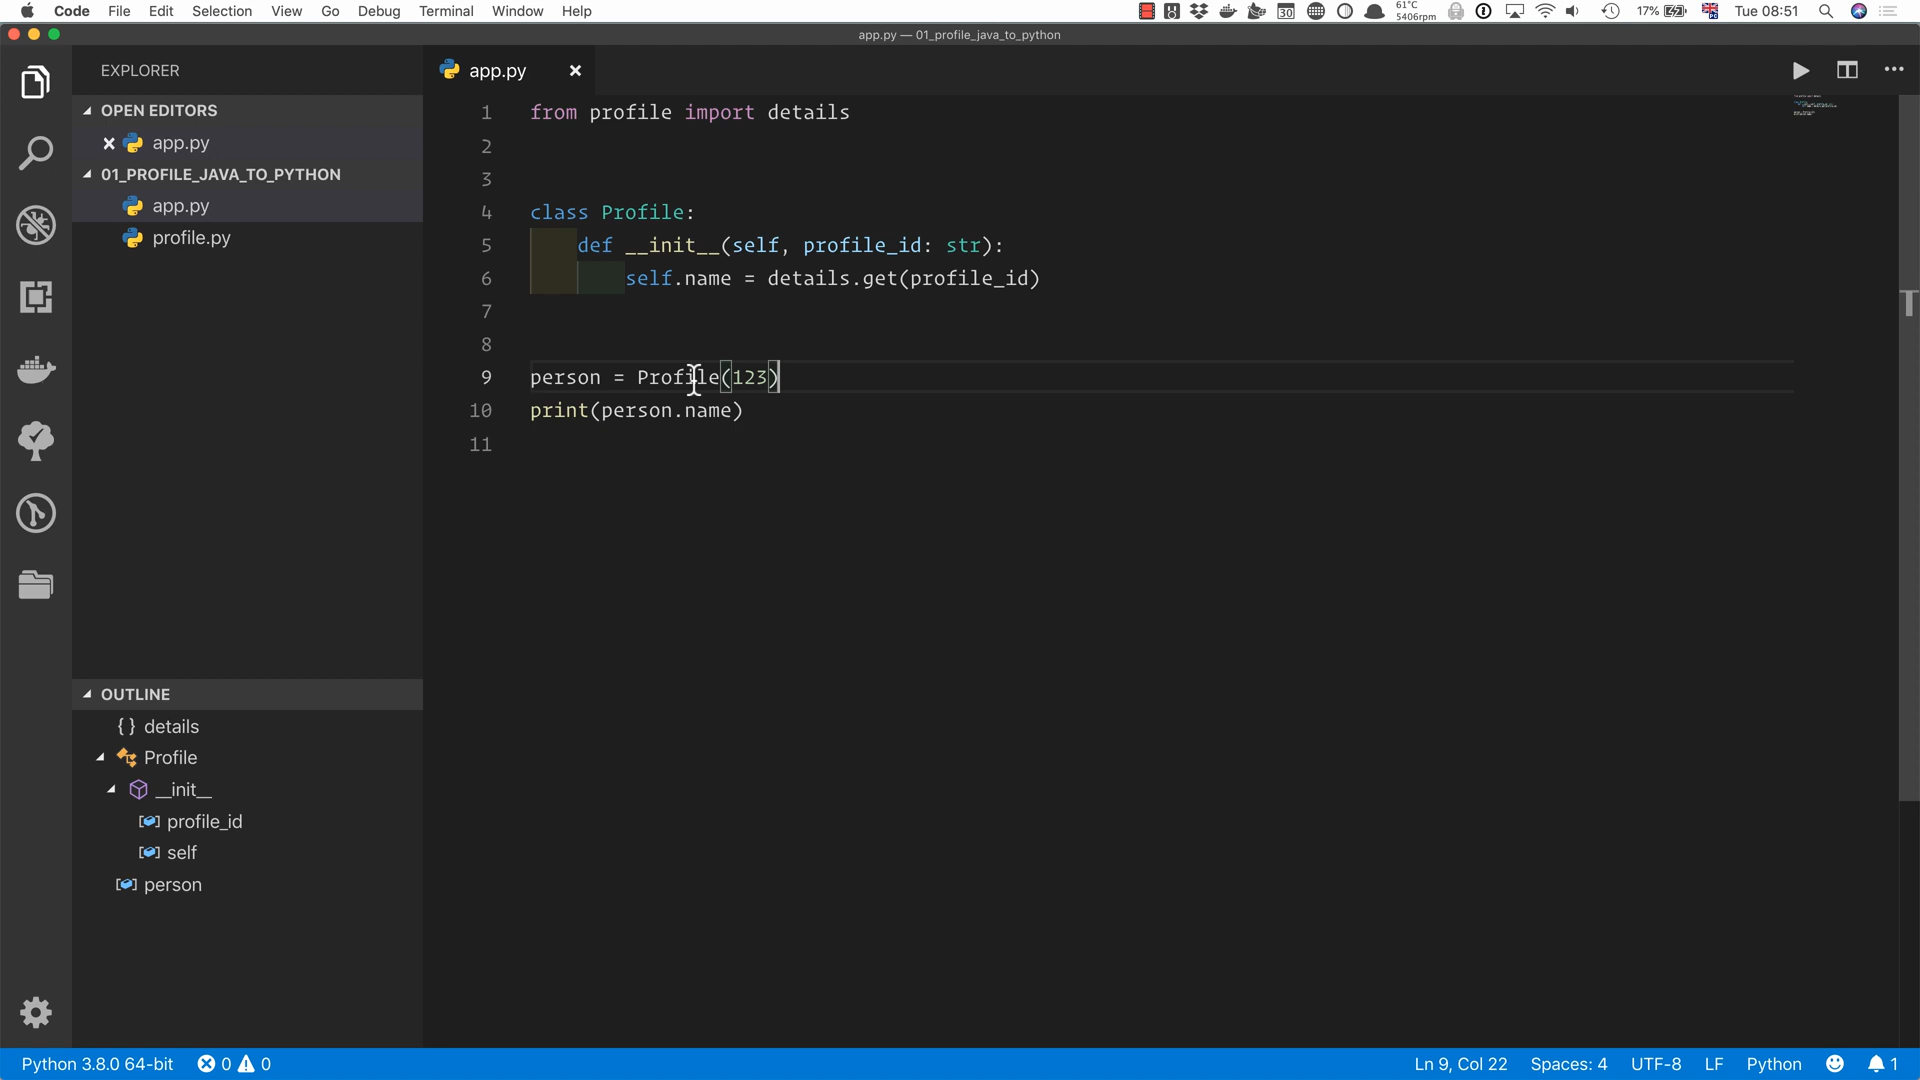 Code File Edit Selection View Go Debug Terminal Window Help
30 61°C 5406rpm 17% Tue 08:51
app.py — 01_profile_java_to_python
EXPLORER
OPEN EDITORS
app.py
01_PROFILE_JAVA_TO_PYTHON
app.py
profile.py
OUTLINE
{ } details
Profile
__init__
profile_id
self
person
app.py
1 from profile import details
2
3
4 class Profile:
5 def __init__(self, profile_id: str):
6 self.name = details.get(profile_id)
7
8
9 person = Profile(123)
10 print(person.name)
11
Python 3.8.0 64-bit 0 0 Ln 9, Col 22 Spaces: 4 UTF-8 LF Python 1